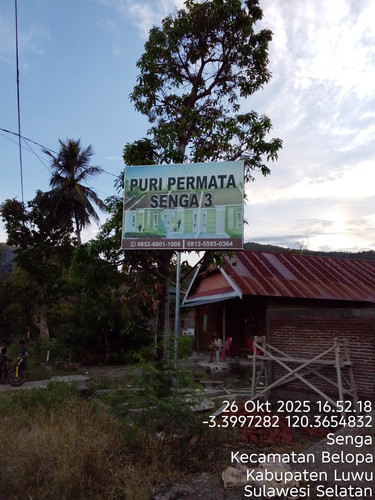 PURI PERMATA
SENGA 3
0852-6801-1008 | 0813-5595-0364
26 Okt 2025 16.52.18
-3.3997282 120.3654832
Senga
Kecamatan Belopa
Kabupaten Luwu
Sulawesi Selatan